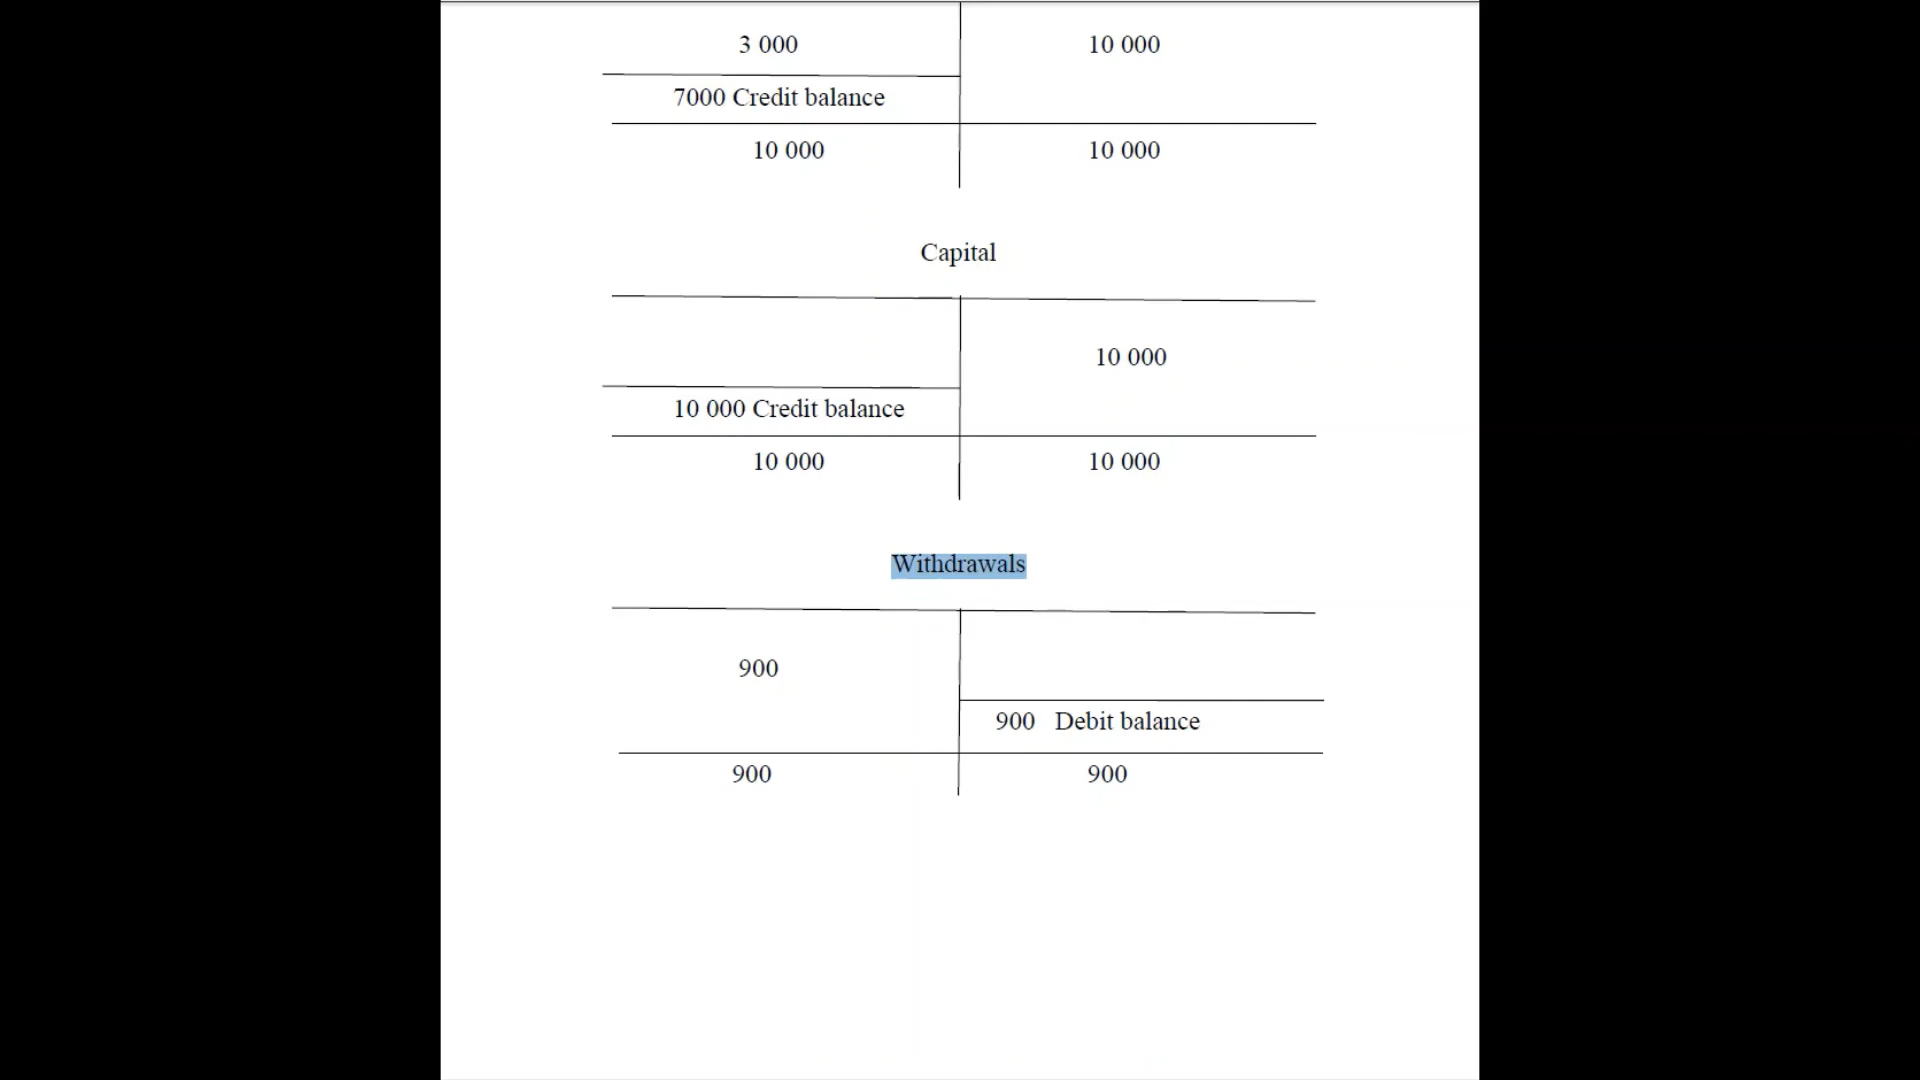 3 000 10 000
7000 Credit balance
10 000 10 000
Capital
10 000
10 000 Credit balance
10 000 10 000
Withdrawals
900
900 Debit balance
900 900